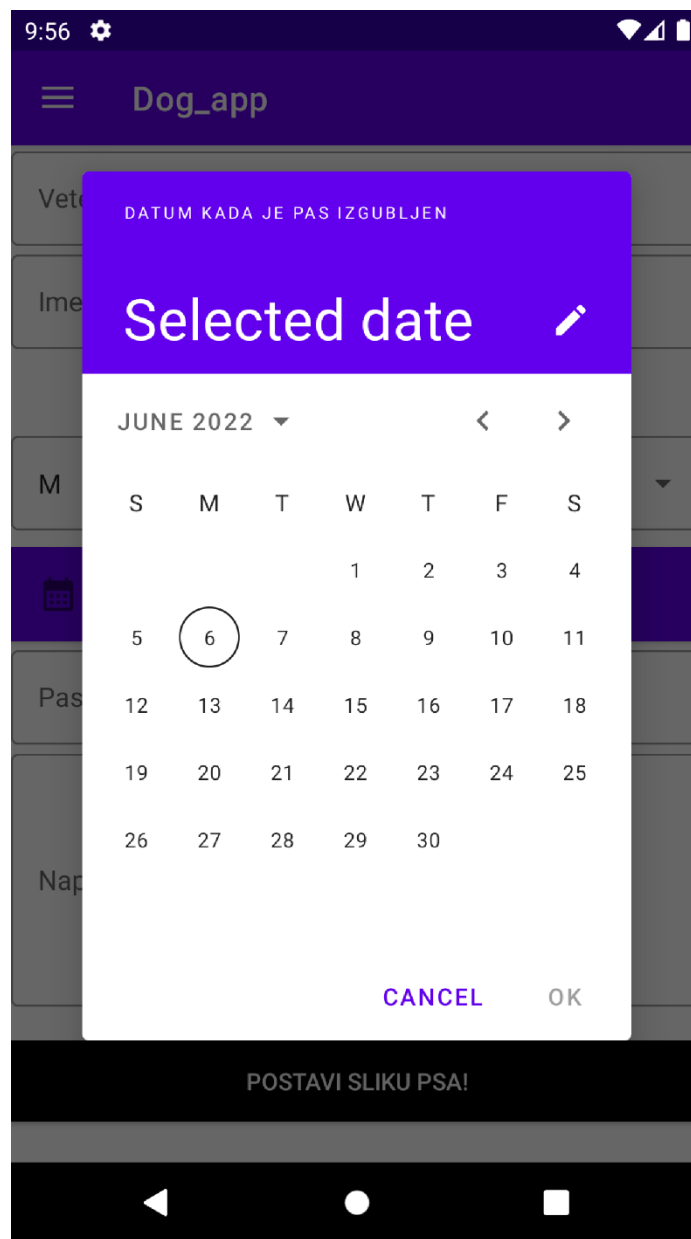 9:56
Dog_app
DATUM KADA JE PAS IZGUBLJEN
Selected date
Ime
JUNE 2022
M
S M T W T F S
1 2 3 4
5 6 7 8 9 10 11
Pas
12 13 14 15 16 17 18
19 20 21 22 23 24 25
26 27 28 29 30
CANCEL OK
POSTAVI SLIKU PSA!